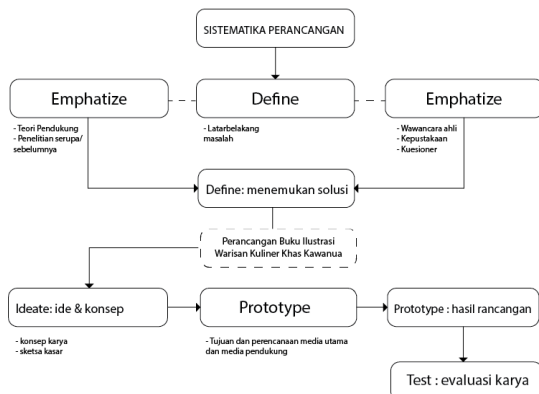 SISTEMATIKA PERANCANGAN
Emphatize
Define
Emphatize
- Teori Pendukung
- Penelitian serupa/
sebelumnya
- Latarbelakang
masalah
- Wawancara ahli
- Kepustakaan
- Kuesioner
Define: menemukan solusi
Perancangan Buku Ilustrasi
Warisan Kuliner Khas Kawanua
Ideate: ide & konsep
Prototype
Prototype : hasil rancangan
- konsep karya
- sketsa kasar
- Tujuan dan perencanaan media utama
dan media pendukung
Test : evaluasi karya